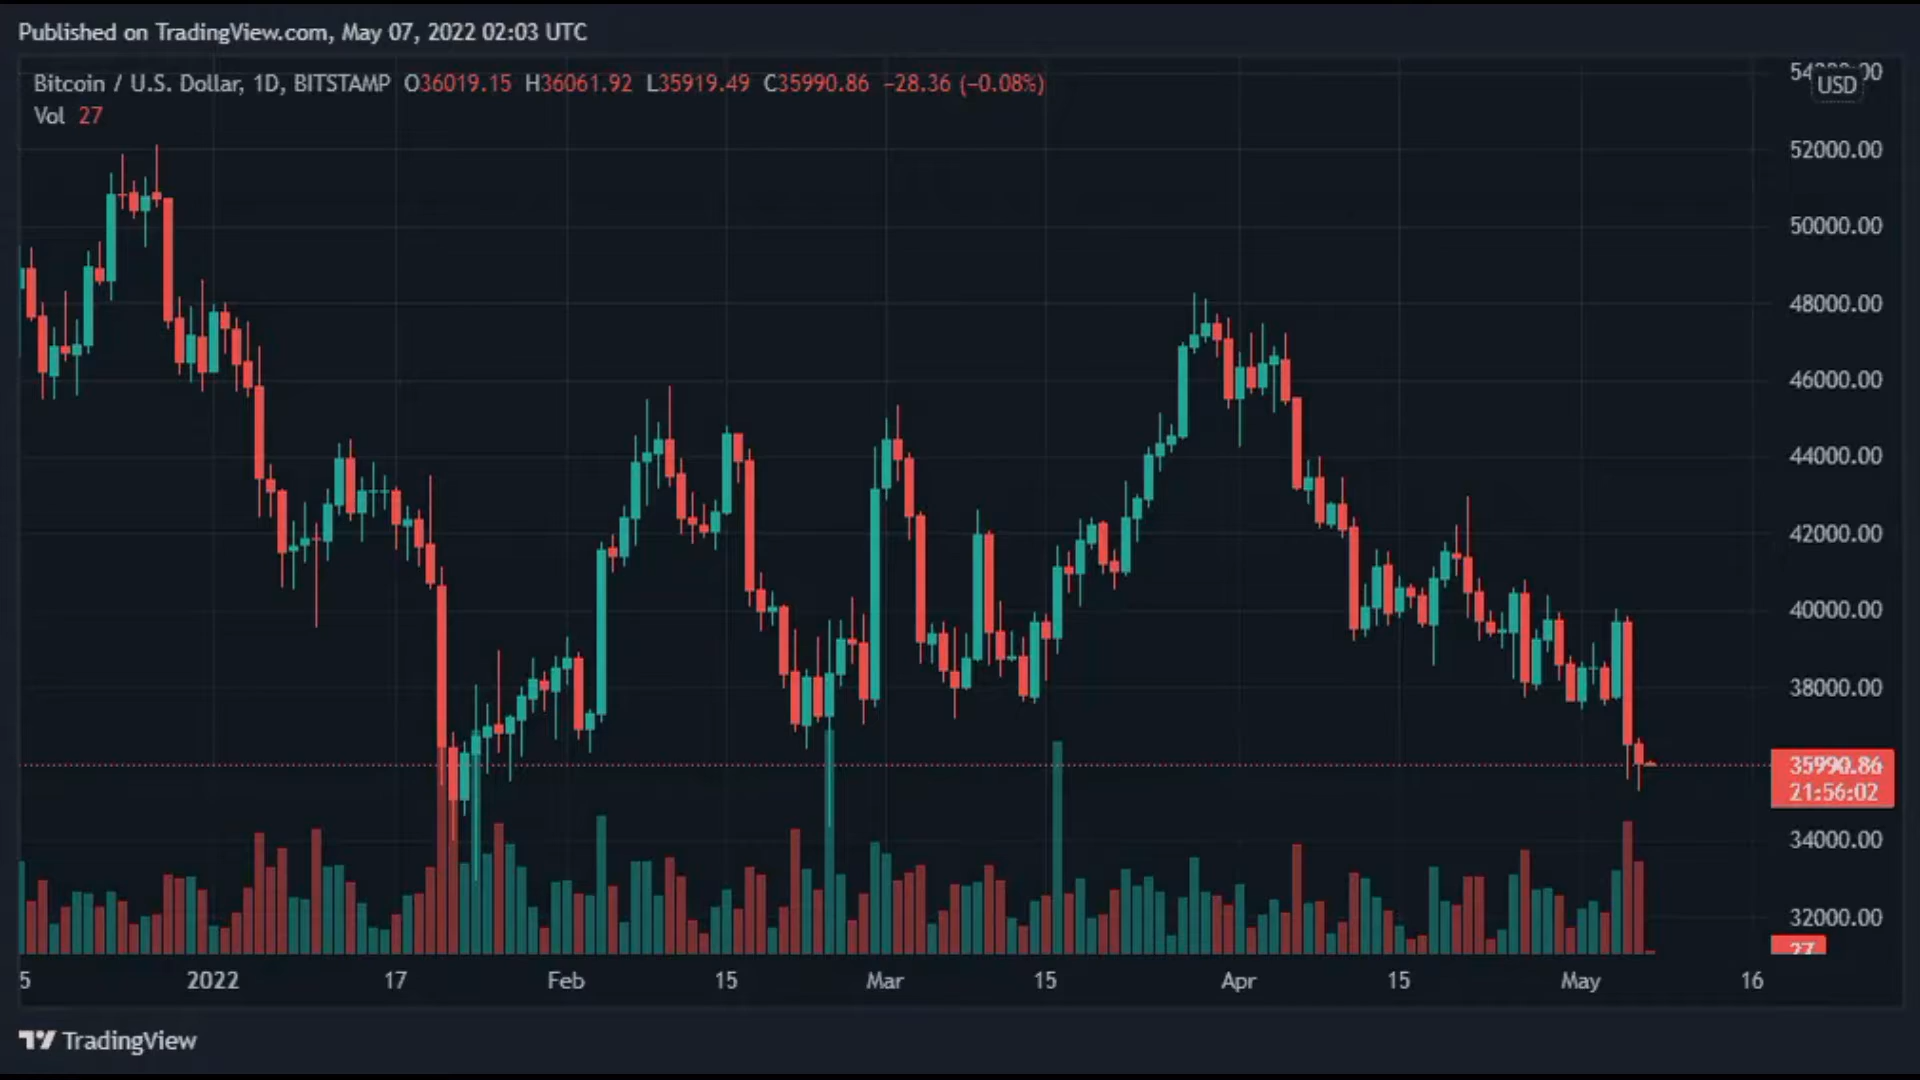 Published on TradingView.com, May 07, 2022 02:03 UTC
Bitcoin / U.S. Dollar, 1D, BITSTAMP O36019.15 H36061.92 L35919.49 C35990.86 −28.36 (−0.08%)
Vol 27
USD
52000.00
50000.00
48000.00
46000.00
44000.00
42000.00
40000.00
38000.00
35990.86
21:56:02
34000.00
32000.00
27
5 2022 17 Feb 15 Mar 15 Apr 15 May 16
TradingView